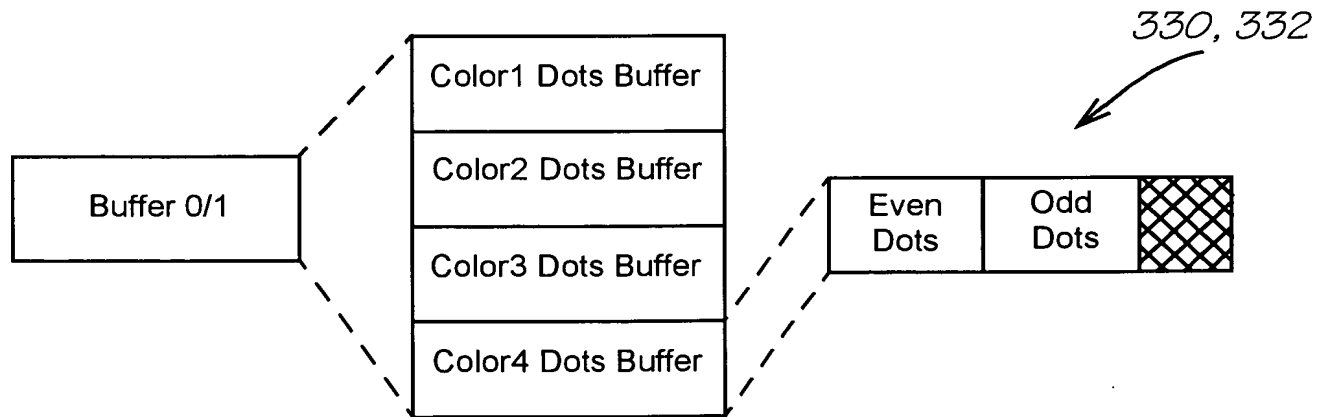 330, 332
Color1 Dots Buffer
Color2 Dots Buffer
Buffer 0/1
Even
Dots
Odd
Dots
Color3 Dots Buffer
Color4 Dots Buffer